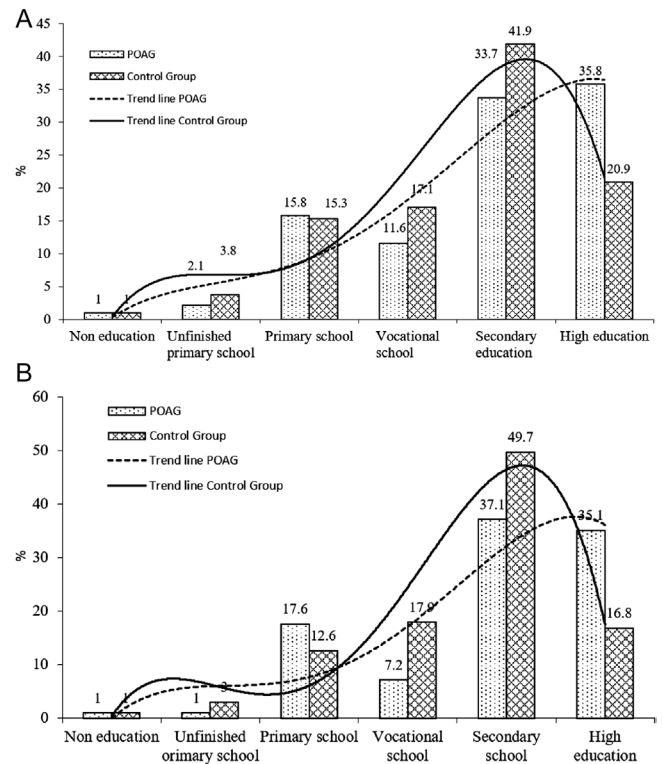 A
45
40
35
30
25
20
15
10
5
0
%
POAG
Control Group
Trend line POAG
Trend line Control Group
1
1
2.1
3.8
15.8
15.3
11.6
17.1
33.7
41.9
35.8
20.9
Non education
Unfinished
primary school
Primary school
Vocational
school
Secondary
education
High education
B
60
50
40
30
20
10
0
%
POAG
Control Group
Trend line POAG
Trend line Control Group
1
1
1
3
17.6
12.6
7.2
17.9
37.1
49.7
35.1
16.8
Non education
Unfinished
orimary school
Primary school
Vocational
school
Secondary
school
High
education